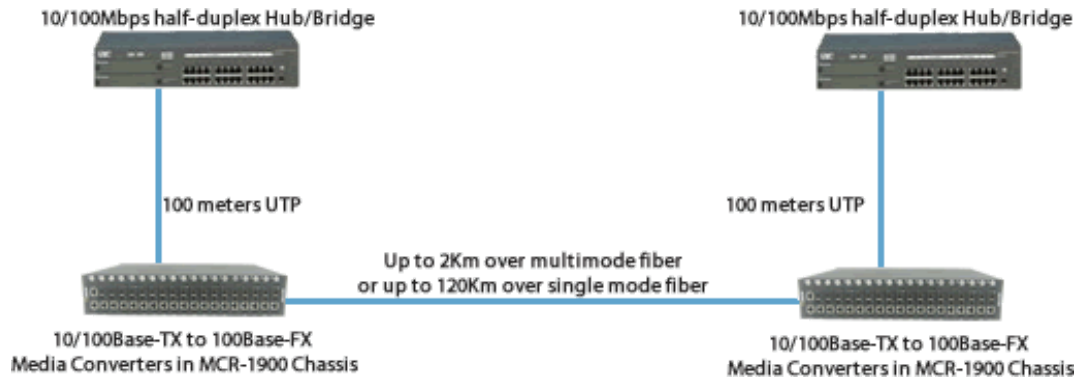 10/100Mbps half-duplex Hub/Bridge
10/100Mbps half-duplex Hub/Bridge
100 meters UTP
100 meters UTP
Up to 2Km over multimode fiber
or up to 120Km over single mode fiber
10/100Base-TX to 100Base-FX
Media Converters in MCR-1900 Chassis
10/100Base-TX to 100Base-FX
Media Converters in MCR-1900 Chassis